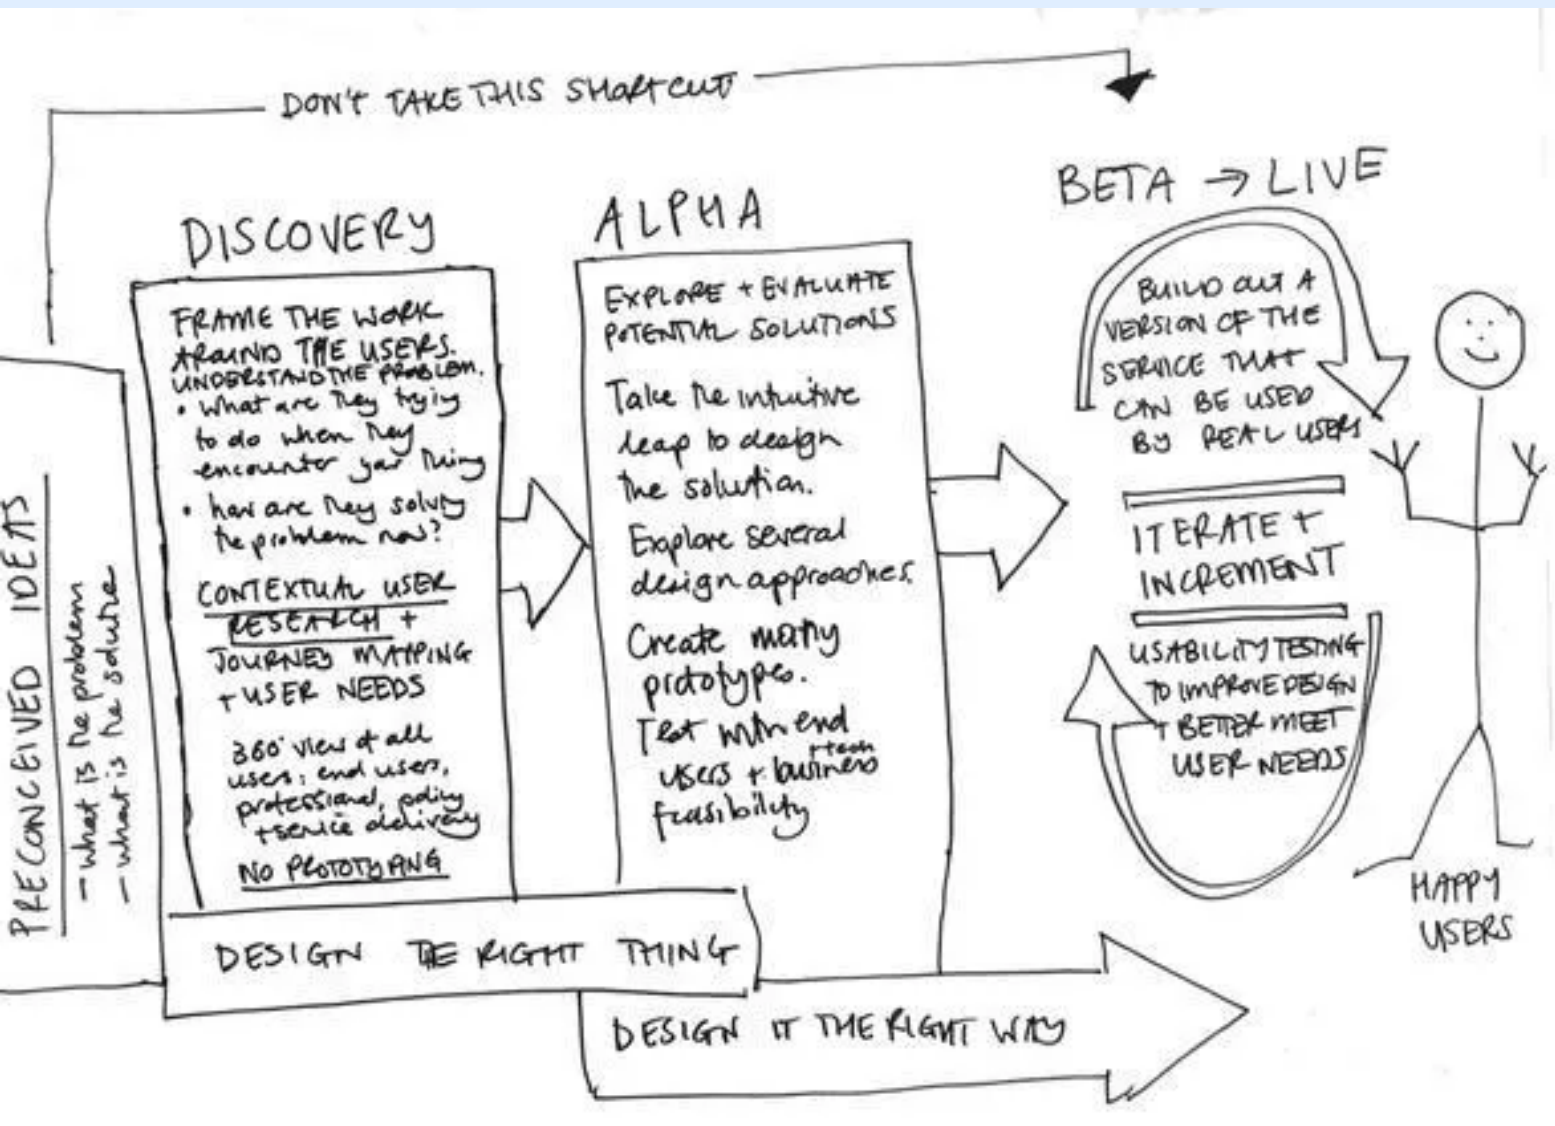 DON'T TAKE THIS SHORTCUT
PRECONCEIVED IDEAS
- what is the problem
- what is the solution
DISCOVERY
FRAME THE WORK
AROUND THE USERS.
UNDERSTAND THE PROBLEM.
• what are they trying
to do when they
encounter your thing
• how are they solving
the problem now?
CONTEXTUAL USER
RESEARCH +
JOURNEY MAPPING
+ USER NEEDS
360° view of all
users: end users,
professional, policy
+ service delivery
NO PROTOTYPING
ALPHA
EXPLORE + EVALUATE
POTENTIAL SOLUTIONS
Take the intuitive
leap to design
the solution.
Explore several
design approaches.
Create many
prototypes.
Test with end
users + business
+ tech
feasibility
BETA → LIVE
BUILD OUT A
VERSION OF THE
SERVICE THAT
CAN BE USED
BY REAL USERS
ITERATE +
INCREMENT
USABILITY TESTING
TO IMPROVE DESIGN
+ BETTER MEET
USER NEEDS
HAPPY
USERS
DESIGN THE RIGHT THING
DESIGN IT THE RIGHT WAY